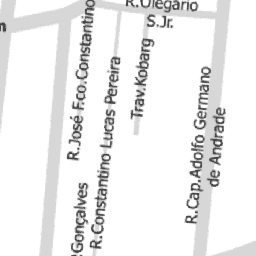 R.Olegário
S.Jr.
R.José F.co.Constantino
R.Constantino Lucas Pereira
Trav.Kobarg
R.Cap.Adolfo Germano
de Andrade
Gonçalves